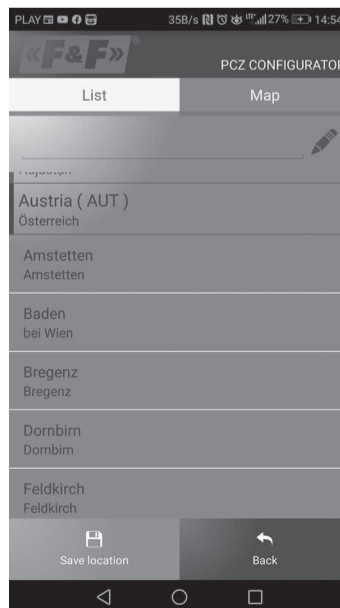 PLAY 35B/s 27% 14:54
«F&F»®
PCZ CONFIGURATOR
List Map
Austria ( AUT )
Österreich
Amstetten
Amstetten
Baden
bei Wien
Bregenz
Bregenz
Dornbirn
Dornbirn
Feldkirch
Feldkirch
Save location Back